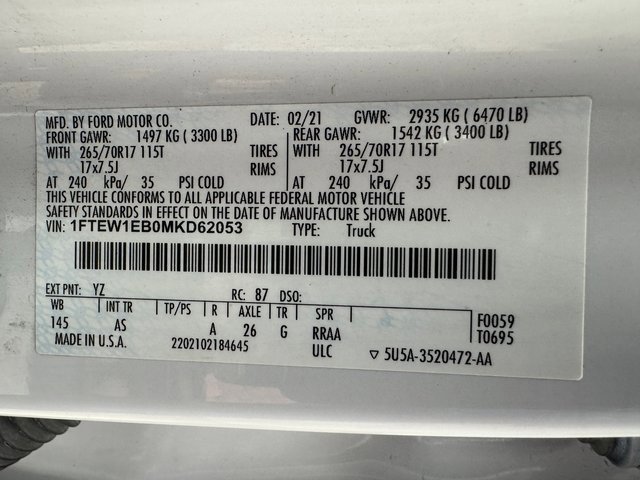 MFD. BY FORD MOTOR CO. DATE: 02/21 GVWR: 2935 KG ( 6470 LB)
FRONT GAWR: 1497 KG ( 3300 LB) REAR GAWR: 1542 KG ( 3400 LB)
WITH 265/70R17 115T TIRES WITH 265/70R17 115T TIRES
17x7.5J RIMS 17x7.5J RIMS
AT 240 kPa/ 35 PSI COLD AT 240 kPa/ 35 PSI COLD
THIS VEHICLE CONFORMS TO ALL APPLICABLE FEDERAL MOTOR VEHICLE
SAFETY STANDARDS IN EFFECT ON THE DATE OF MANUFACTURE SHOWN ABOVE.
VIN: 1FTEW1EB0MKD62053 TYPE: Truck
EXT PNT: YZ RC: 87 DSO:
WB INT TR TP/PS R AXLE TR SPR F0059
145 AS A 26 G RRAA T0695
MADE IN U.S.A. 2202102184645 ULC ▽ 5U5A-3520472-AA